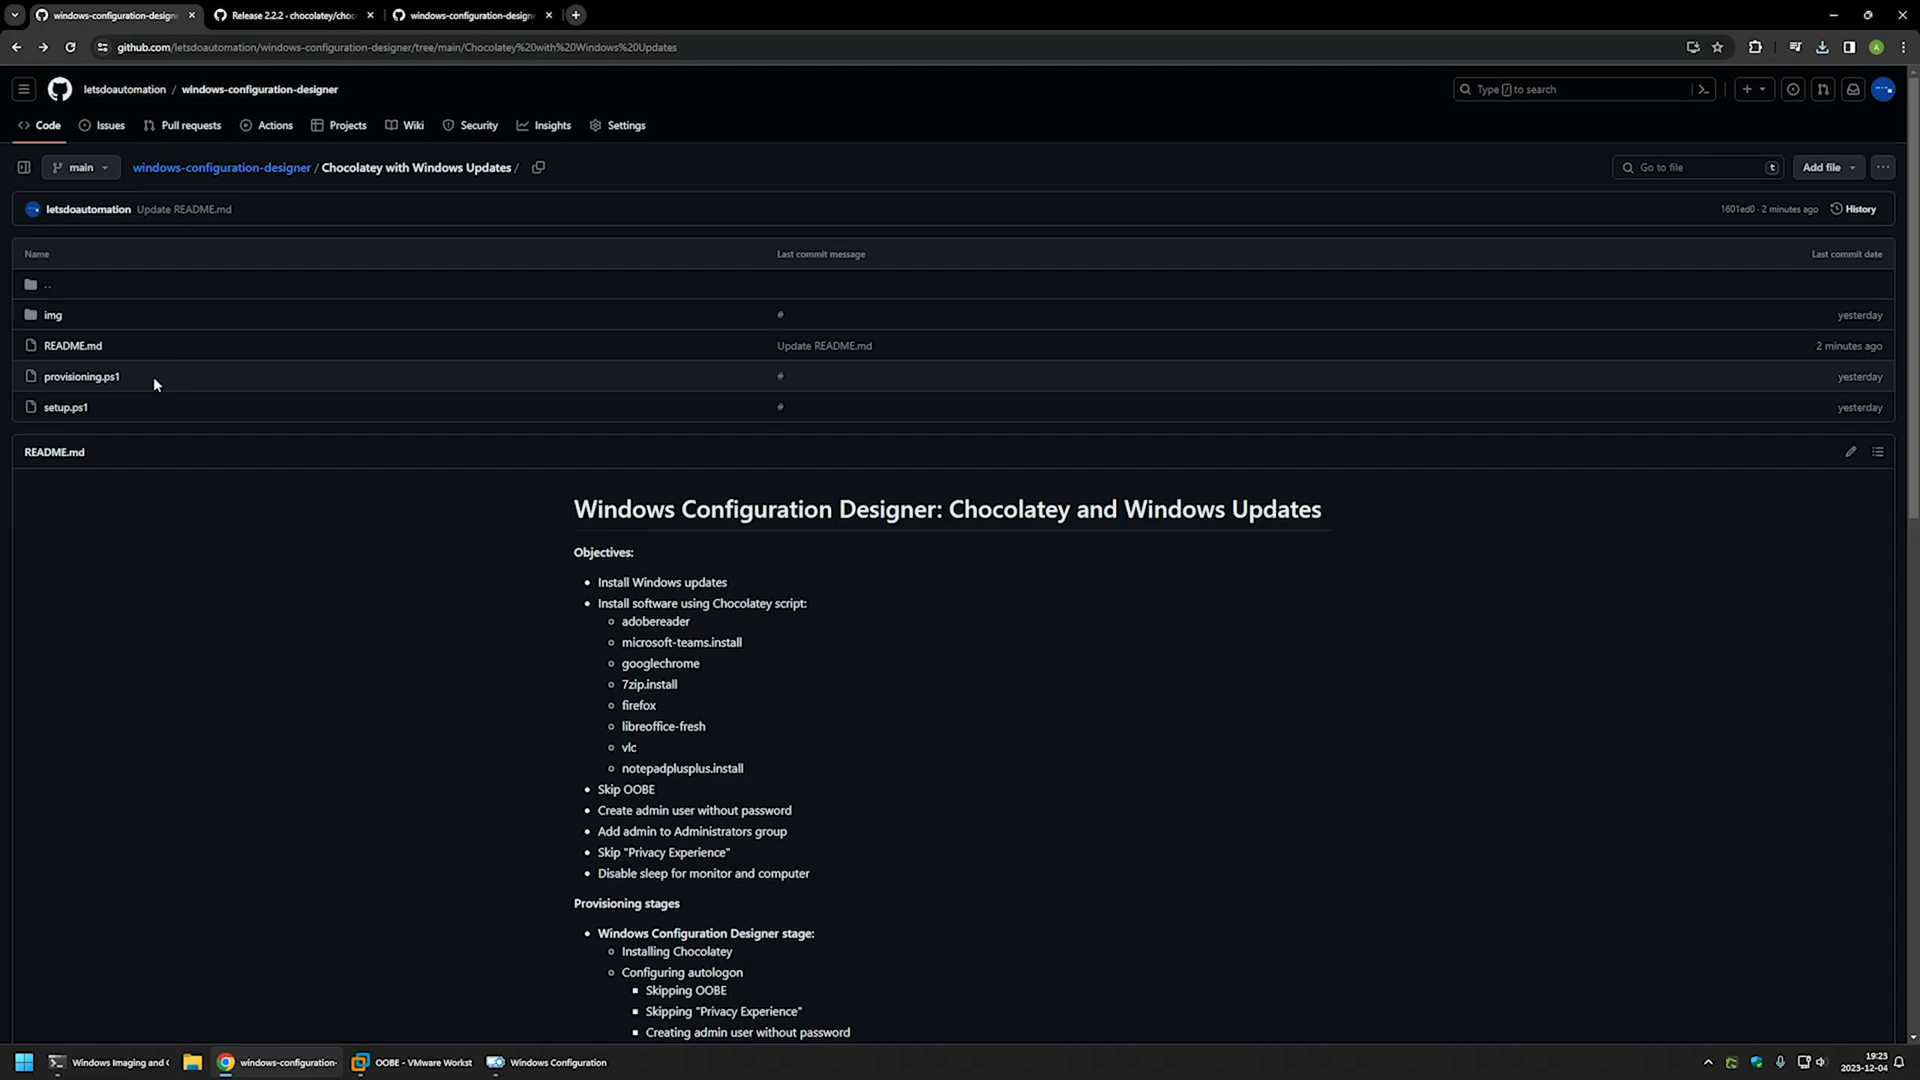 windows-configuration-design
Release 2.2.2 · chocolatey/choc
windows-configuration-design
github.com/letsdoautomation/windows-configuration-designer/tree/main/Chocolatey%20with%20Windows%20Updates
A
letsdoautomation / windows-configuration-designer
Type / to search
Code
Issues
Pull requests
Actions
Projects
Wiki
Security
Insights
Settings
main
windows-configuration-designer / Chocolatey with Windows Updates /
Go to file
t
Add file
letsdoautomation Update README.md
1601ed0 · 2 minutes ago
History
Name
Last commit message
Last commit date
..
img
#
yesterday
README.md
Update README.md
2 minutes ago
provisioning.ps1
#
yesterday
setup.ps1
#
yesterday
README.md
Windows Configuration Designer: Chocolatey and Windows Updates
Objectives:
Install Windows updates
Install software using Chocolatey script:
adobereader
microsoft-teams.install
googlechrome
7zip.install
firefox
libreoffice-fresh
vlc
notepadplusplus.install
Skip OOBE
Create admin user without password
Add admin to Administrators group
Skip "Privacy Experience"
Disable sleep for monitor and computer
Provisioning stages
Windows Configuration Designer stage:
Installing Chocolatey
Configuring autologon
Skipping OOBE
Skipping "Privacy Experience"
Creating admin user without password
Windows Imaging and C
windows-configuration-
OOBE - VMware Workst
Windows Configuration
19:23
2023-12-04